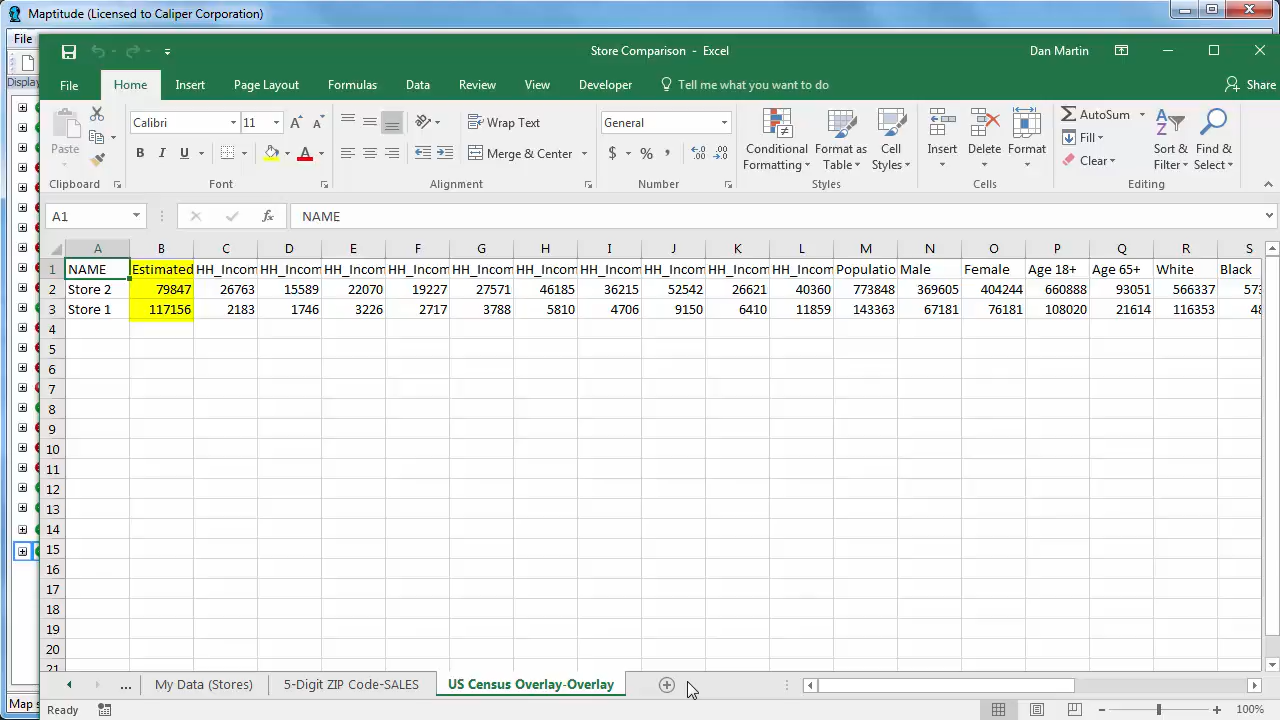 Maptitude (Licensed to Caliper Corporation)
File
Display
Map s
Store Comparison - Excel
Dan Martin
File Home Insert Page Layout Formulas Data Review View Developer Tell me what you want to do Share
Paste
Clipboard
Calibri 11
B I U
Font
Wrap Text
Merge & Center
Alignment
General
$ % ,
Number
Conditional Formatting
Format as Table
Cell Styles
Styles
Insert Delete Format
Cells
AutoSum
Fill
Clear
Sort & Filter
Find & Select
Editing
A1 fx NAME
A B C D E F G H I J K L M N O P Q R S
1 NAME Estimated HH_Incom HH_Incom HH_Incom HH_Incom HH_Incom HH_Incom HH_Incom HH_Incom HH_Incom HH_Incom Populatio Male Female Age 18+ Age 65+ White Black
2 Store 2 79847 26763 15589 22070 19227 27571 46185 36215 52542 26621 40360 773848 369605 404244 660888 93051 566337 573
3 Store 1 117156 2183 1746 3226 2717 3788 5810 4706 9150 6410 11859 143363 67181 76181 108020 21614 116353 48
4
5
6
7
8
9
10
11
12
13
14
15
16
17
18
19
20
21
... My Data (Stores) 5-Digit ZIP Code-SALES US Census Overlay-Overlay
Ready 100%